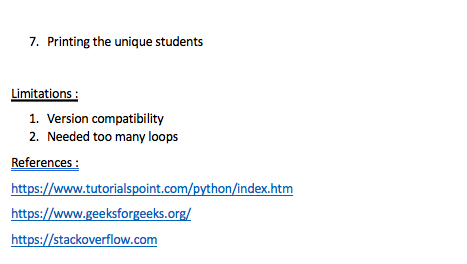 7. Printing the unique students
Limitations :
1. Version compatibility
2. Needed too many loops
References :
https://www.tutorialspoint.com/python/index.htm
https://www.geeksforgeeks.org/
https://stackoverflow.com